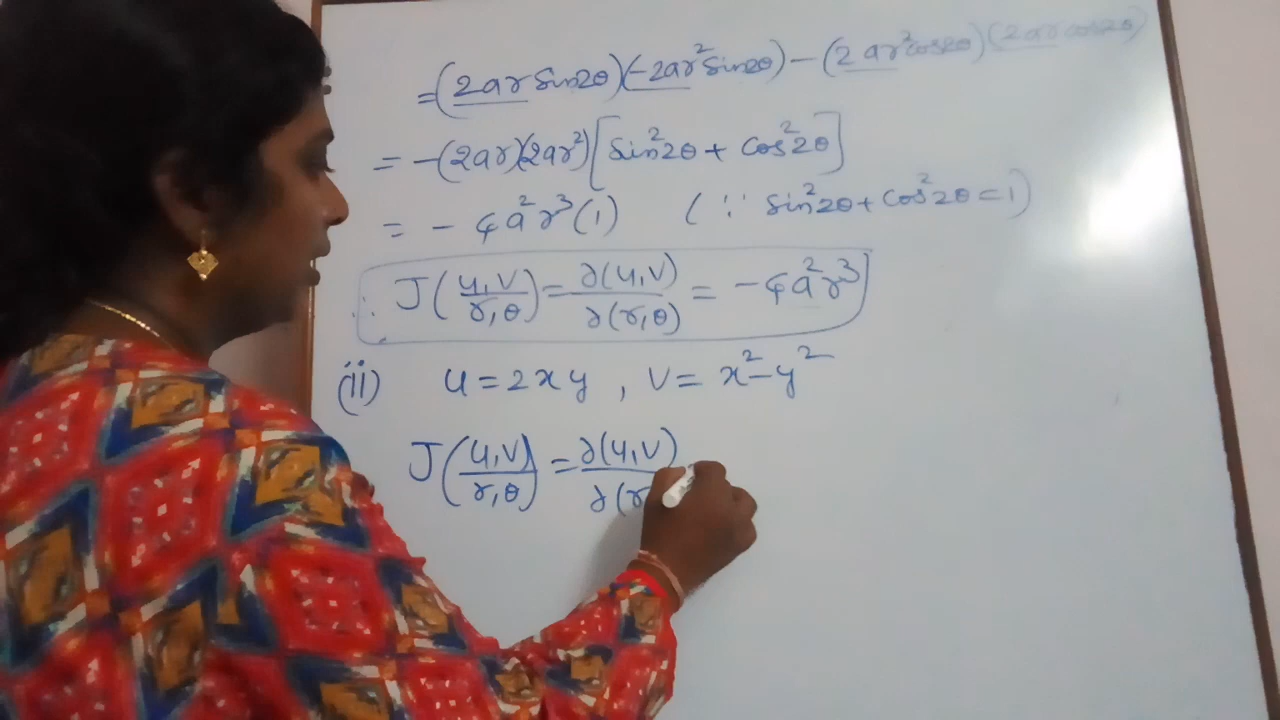 = (2ar sin2θ)(-2ar² sin2θ) - (2ar² cos2θ)(2ar cos2θ)
= -(2ar)(2ar²) [sin²2θ + cos²2θ]
= - 4a²r³ (1) (∵ sin²2θ + cos²2θ = 1)
∴ J(u,v/r,θ) = ∂(u,v)/∂(r,θ) = -4a²r³
(ii) u = 2xy , v = x² - y²
J(u,v/r,θ) = ∂(u,v)/∂(r